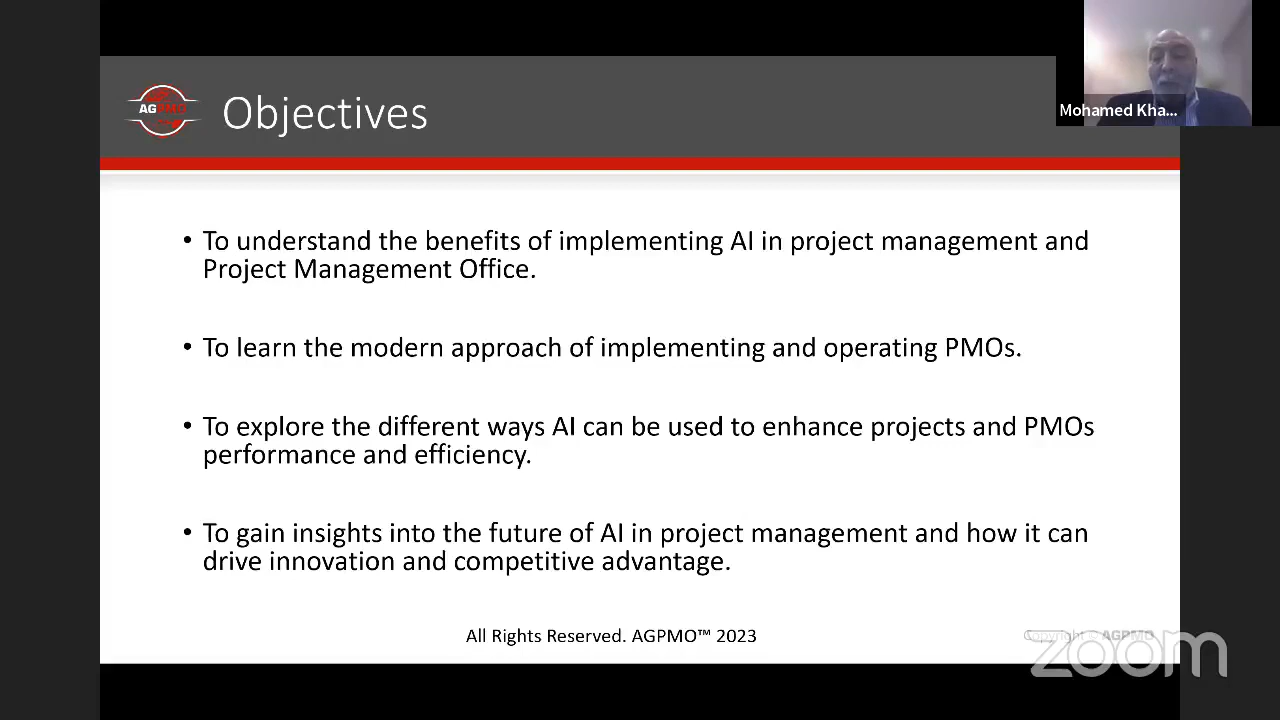 AGPMO
Objectives
Mohamed Kha...
• To understand the benefits of implementing AI in project management and
Project Management Office.
• To learn the modern approach of implementing and operating PMOs.
• To explore the different ways AI can be used to enhance projects and PMOs
performance and efficiency.
• To gain insights into the future of AI in project management and how it can
drive innovation and competitive advantage.
All Rights Reserved. AGPMO™ 2023
Copyright © AGPMO
zoom